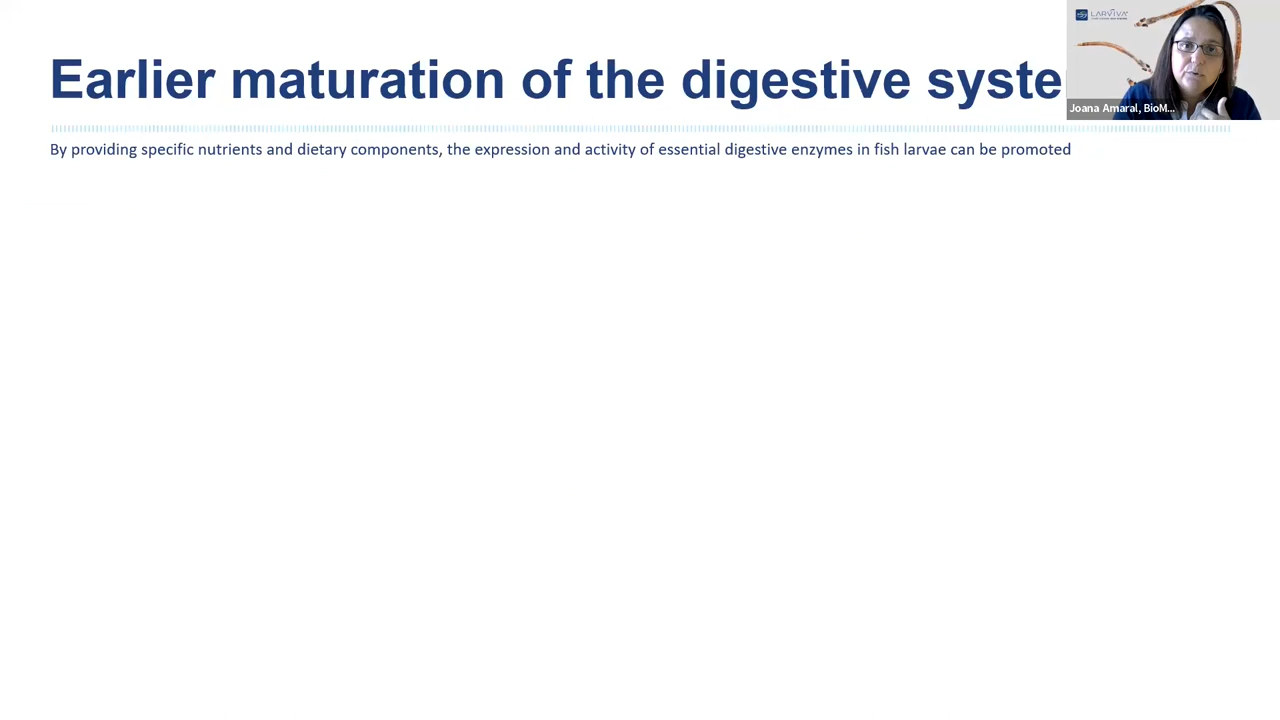 Earlier maturation of the digestive syste
By providing specific nutrients and dietary components, the expression and activity of essential digestive enzymes in fish larvae can be promoted
LARVIVA
Joana Amaral, BioM...